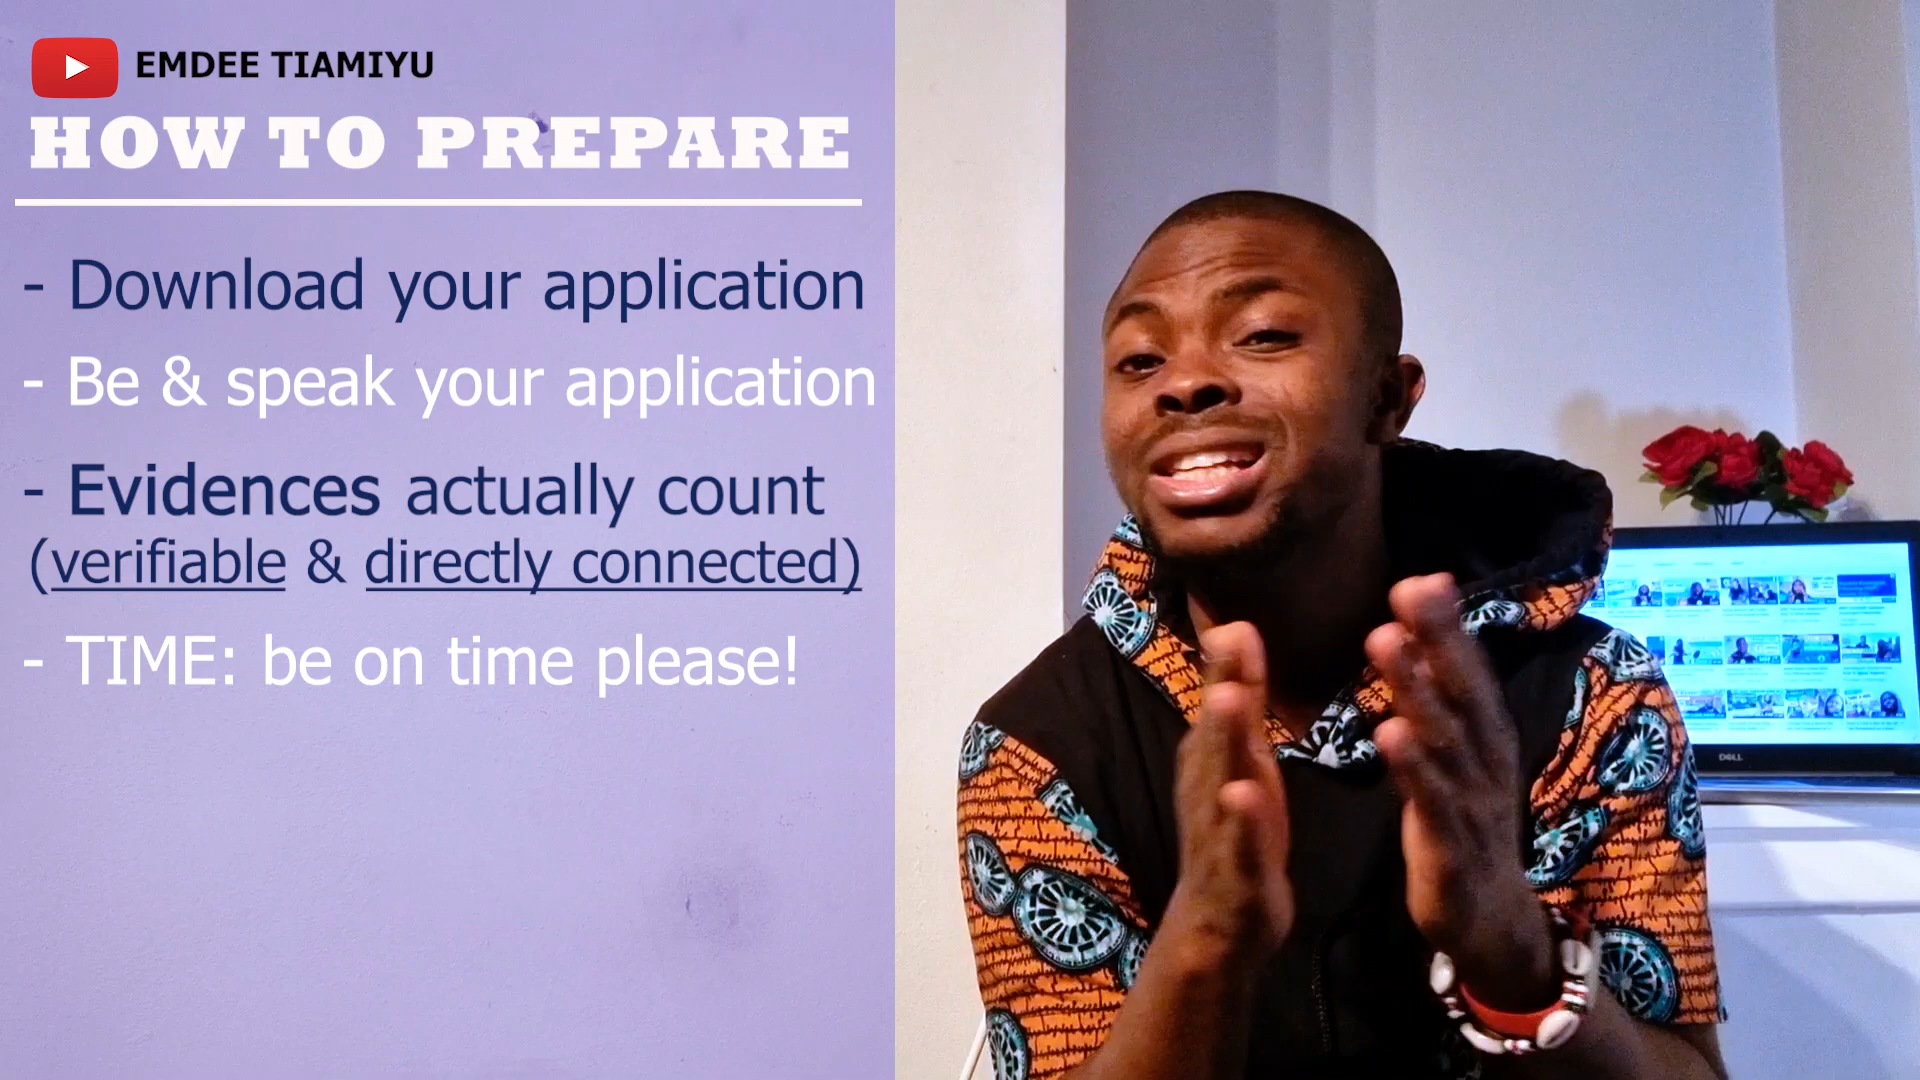 EMDEE TIAMIYU
HOW TO PREPARE
- Download your application
- Be & speak your application
- Evidences actually count
(verifiable & directly connected)
- TIME: be on time please!
DELL